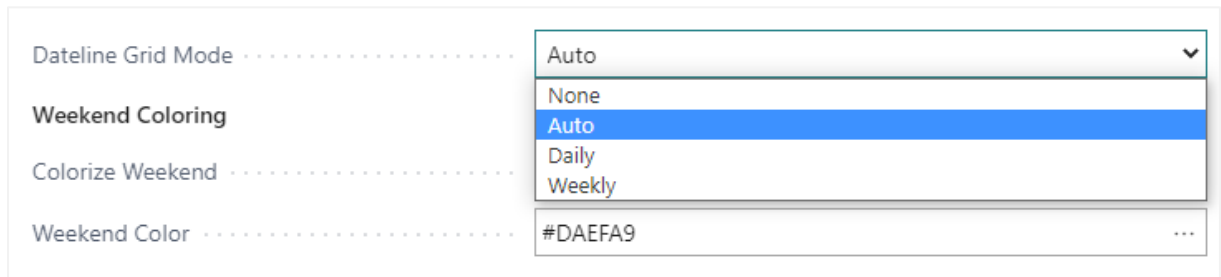 Dateline Grid Mode Auto
None
Weekend Coloring
Auto
Daily
Colorize Weekend
Weekly
Weekend Color #DAEFA9 ...